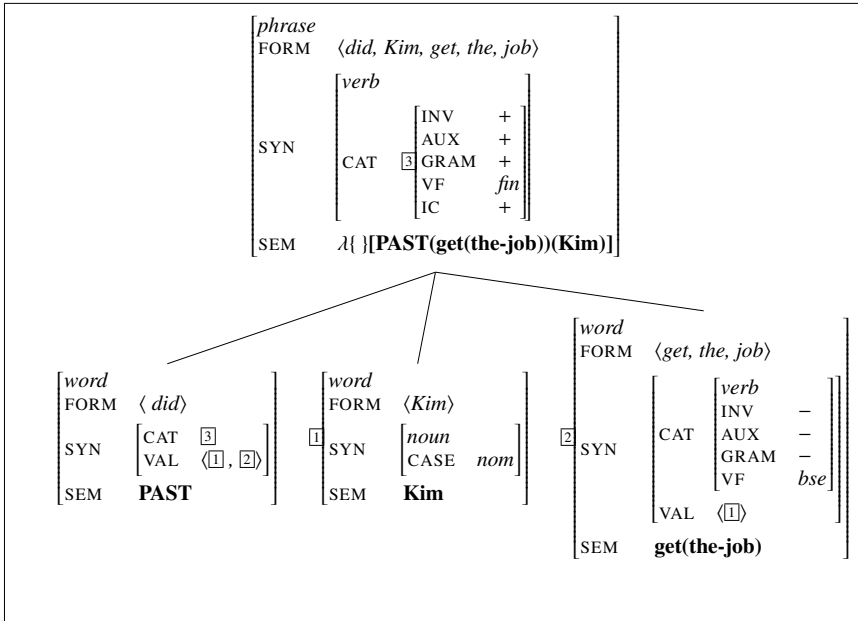 phrase
FORM ⟨did, Kim, get, the, job⟩
verb
INV +
AUX +
SYN CAT 3 GRAM +
VF fin
IC +
SEM λ{ }[PAST(get(the-job))(Kim)]
word
FORM ⟨ did⟩
SYN CAT 3
VAL ⟨1, 2⟩
SEM PAST
1 word
FORM ⟨Kim⟩
SYN noun
CASE nom
SEM Kim
2 word
FORM ⟨get, the, job⟩
verb
INV −
SYN CAT AUX −
GRAM −
VF bse
VAL ⟨1⟩
SEM get(the-job)